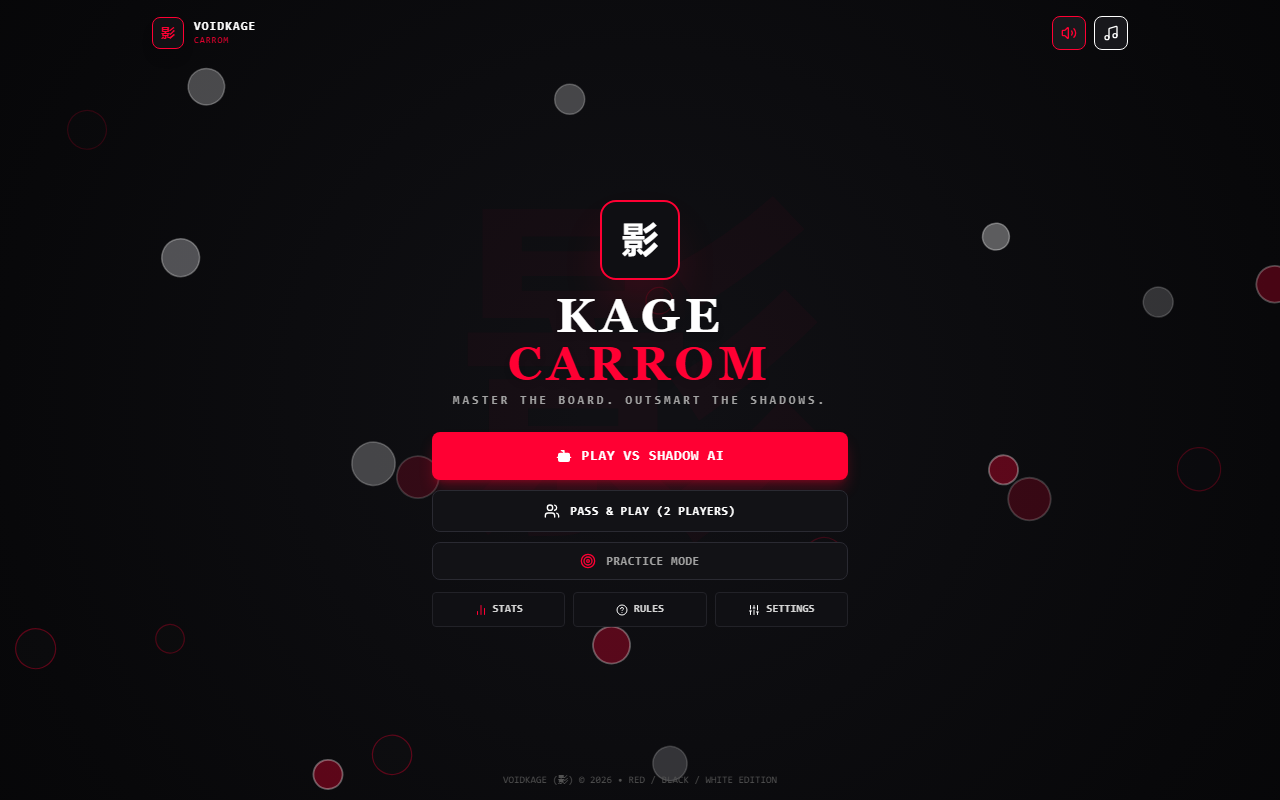 影
VOIDKAGE
CARROM
影
KAGE
CARROM
MASTER THE BOARD. OUTSMART THE SHADOWS.
PLAY VS SHADOW AI
PASS & PLAY (2 PLAYERS)
PRACTICE MODE
STATS
RULES
SETTINGS
VOIDKAGE (影) © 2026 • RED / BLACK / WHITE EDITION